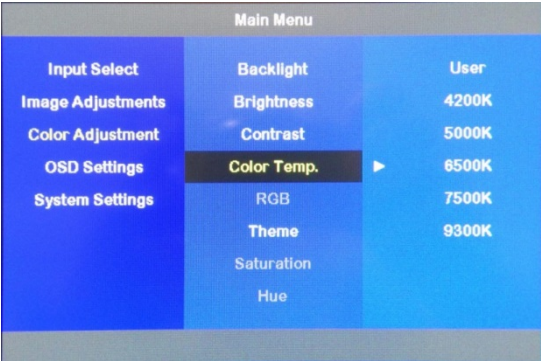 Main Menu
Input Select
Image Adjustments
Color Adjustment
OSD Settings
System Settings
Backlight
Brightness
Contrast
Color Temp.
RGB
Theme
Saturation
Hue
User
4200K
5000K
6500K
7500K
9300K